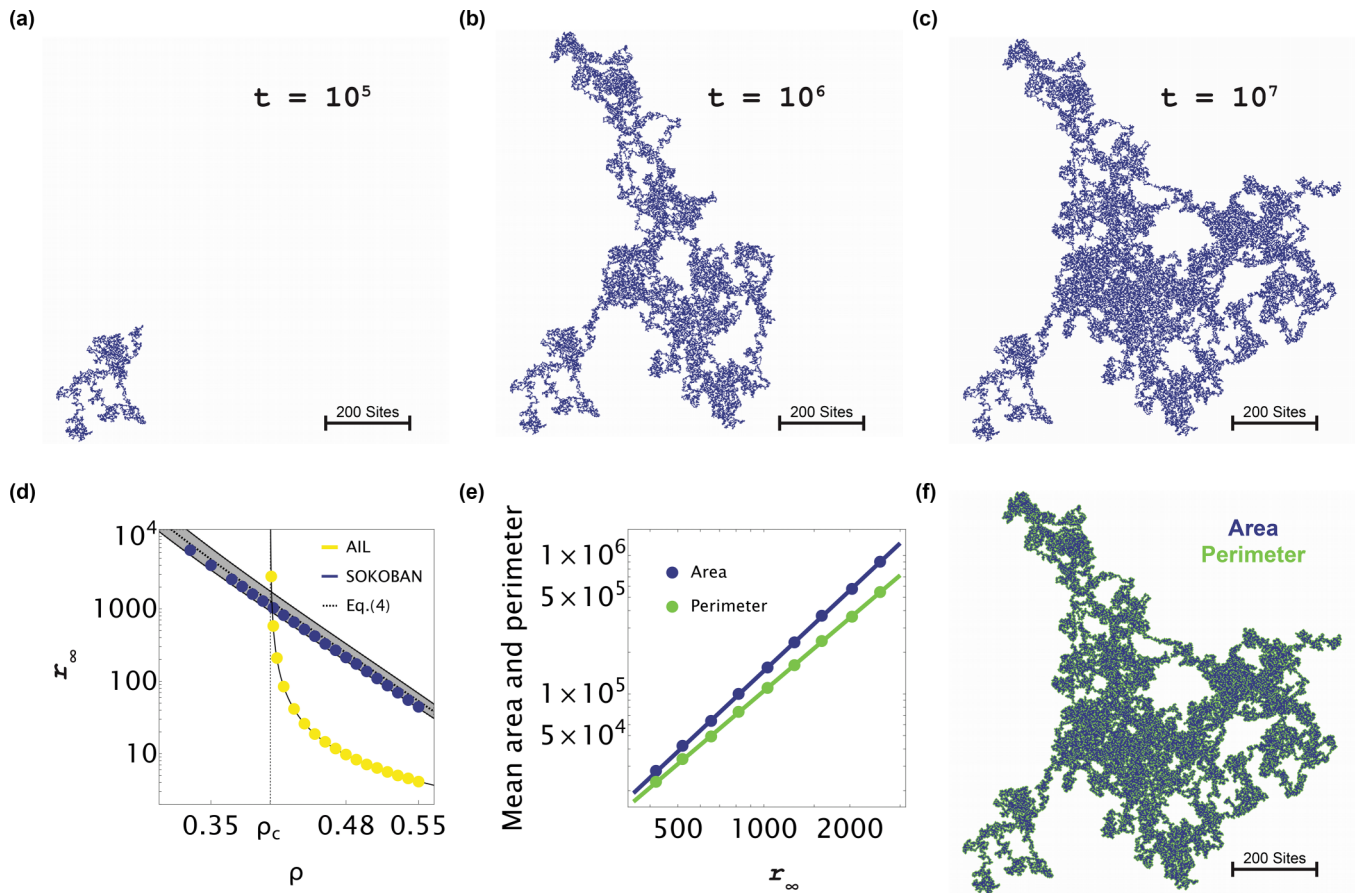 (a)
t = 10⁵
200 Sites
(b)
t = 10⁶
200 Sites
(c)
t = 10⁷
200 Sites
(d)
r∞
10⁴
1000
100
10
AIL
SOKOBAN
Eq.(4)
0.35 ρc 0.48 0.55
ρ
(e)
Mean area and perimeter
1×10⁶
5×10⁵
1×10⁵
5×10⁴
Area
Perimeter
500 1000 2000
r∞
(f)
Area
Perimeter
200 Sites